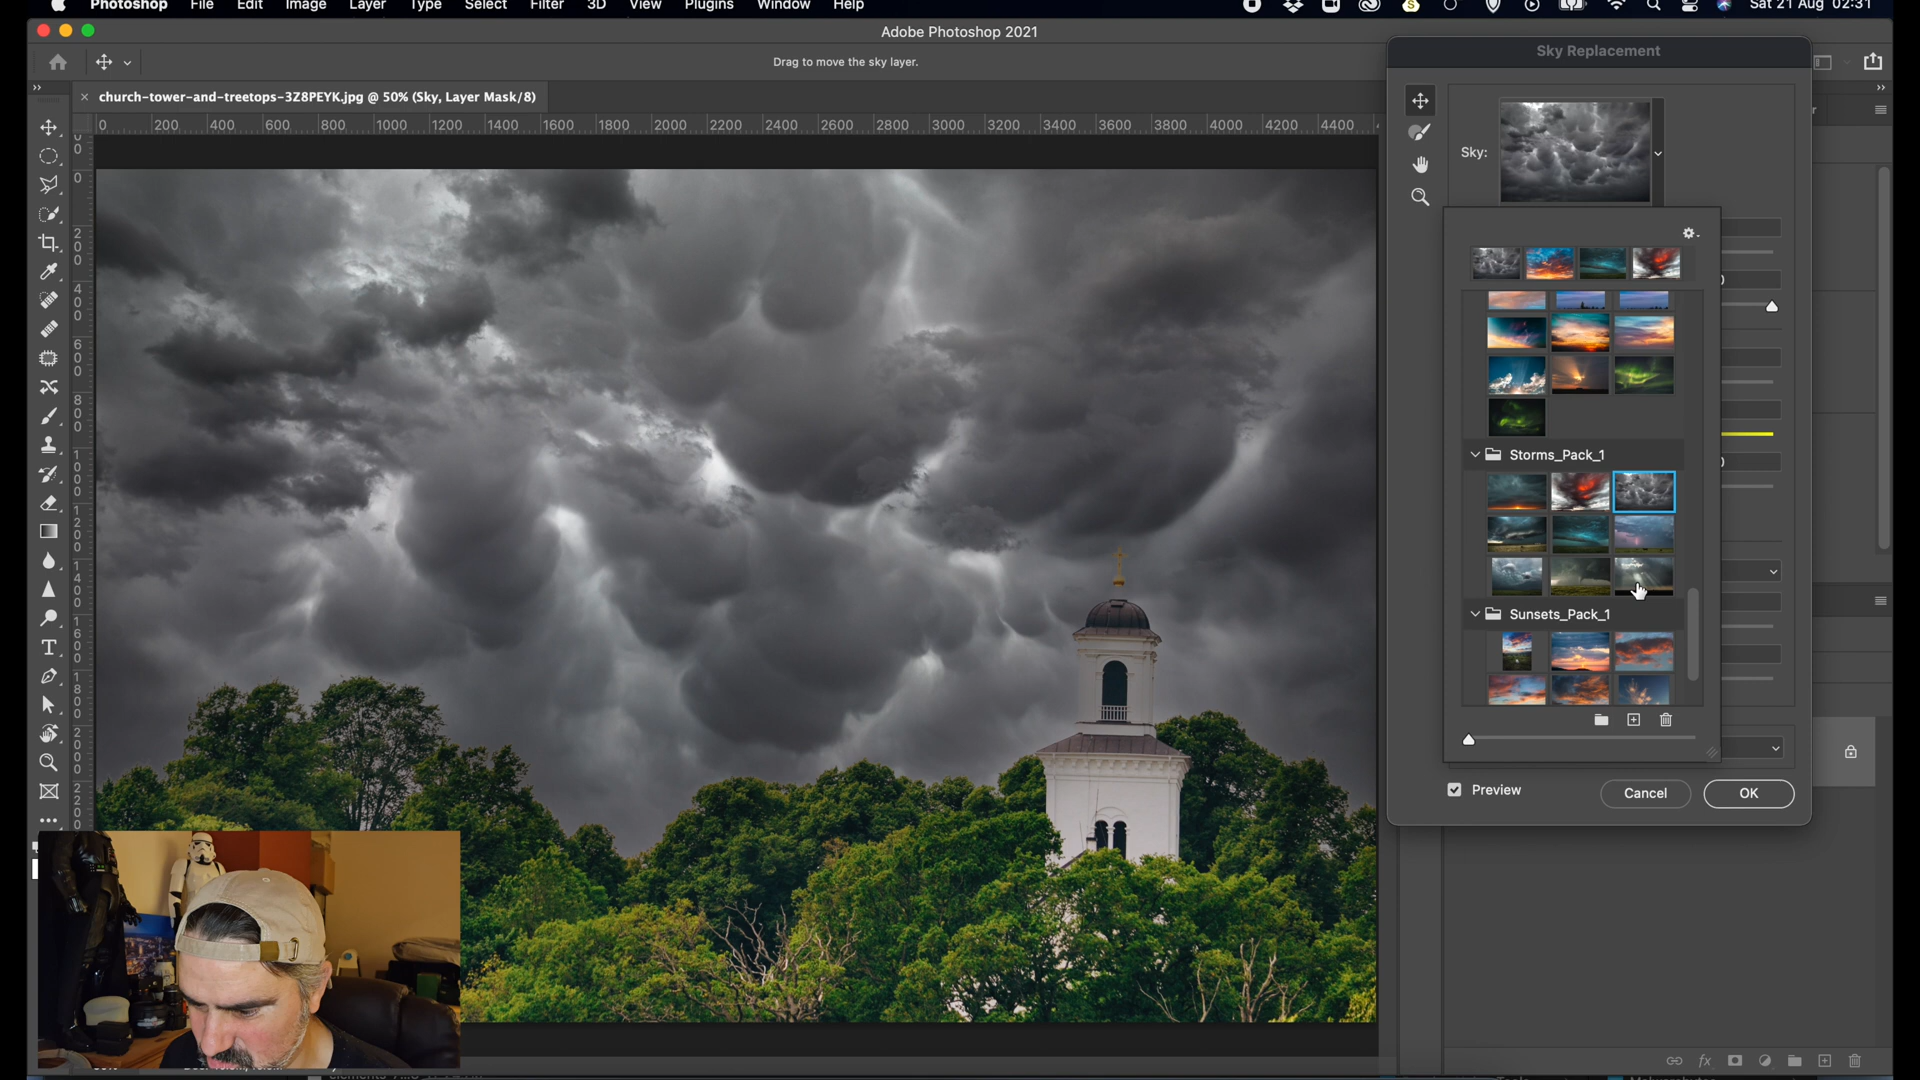 Photoshop File Edit Image Layer Type Select Filter 3D View Plugins Window Help Sat 21 Aug 02:31
Adobe Photoshop 2021
Sky Replacement
Drag to move the sky layer.
church-tower-and-treetops-3Z8PEYK.jpg @ 50% (Sky, Layer Mask/8)
0 200 400 600 800 1000 1200 1400 1600 1800 2000 2200 2400 2600 2800 3000 3200 3400 3600 3800 4000 4200 4400
Sky:
Storms_Pack_1
Sunsets_Pack_1
Preview
Cancel
OK